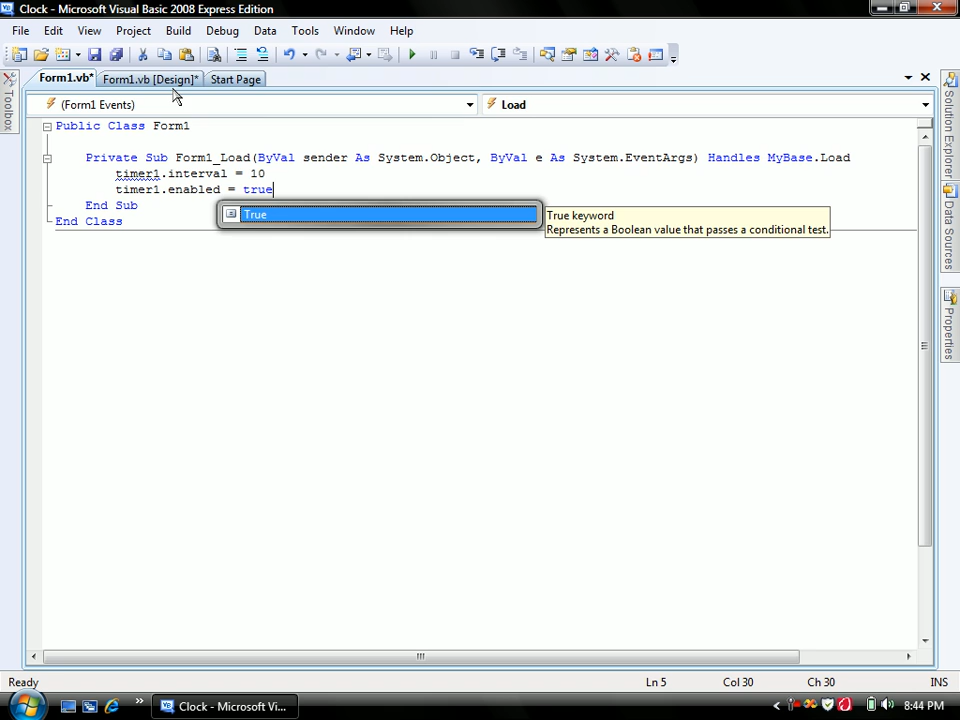 Clock - Microsoft Visual Basic 2008 Express Edition
File Edit View Project Build Debug Data Tools Window Help
Form1.vb* Form1.vb [Design]* Start Page
(Form1 Events) Load
Public Class Form1
Private Sub Form1_Load(ByVal sender As System.Object, ByVal e As System.EventArgs) Handles MyBase.Load
timer1.interval = 10
timer1.enabled = true
End Sub
End Class
True
True keyword
Represents a Boolean value that passes a conditional test.
Toolbox
Solution Explorer
Data Sources
Properties
Ready Ln 5 Col 30 Ch 30 INS
Clock - Microsoft Vi... 8:44 PM